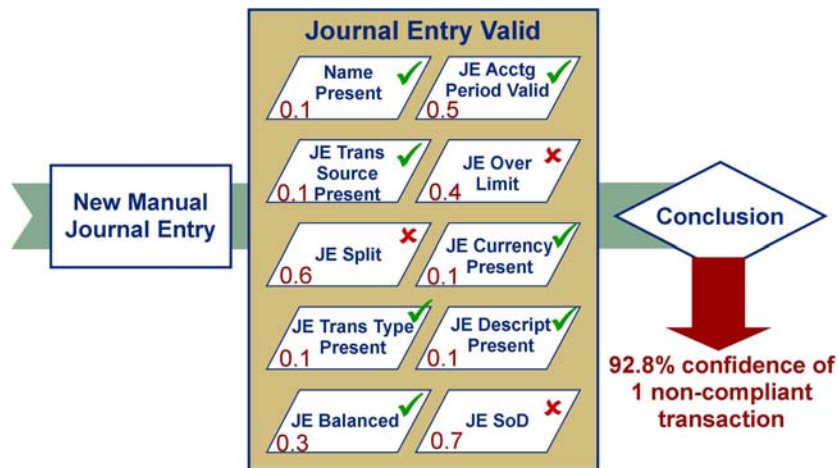 Journal Entry Valid
Name
Present
0.1
JE Acctg
Period Valid
0.5
JE Trans
Source
Present
0.1
JE Over
Limit
0.4
New Manual
Journal Entry
JE Split
0.6
JE Currency
Present
0.1
JE Trans Type
Present
0.1
JE Descript
Present
0.1
JE Balanced
0.3
JE SoD
0.7
Conclusion
92.8% confidence of
1 non-compliant
transaction